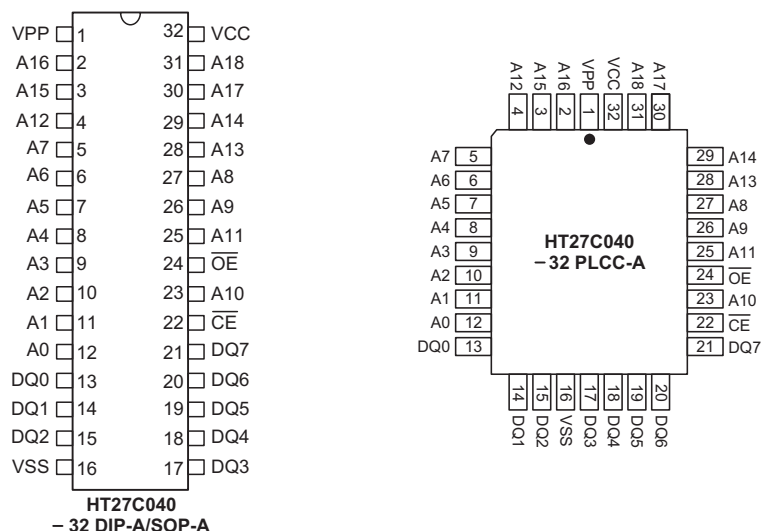 VPP 1 32 VCC
A16 2 31 A18
A15 3 30 A17
A12 4 29 A14
A7 5 28 A13
A6 6 27 A8
A5 7 26 A9
A4 8 25 A11
A3 9 24 OE
A2 10 23 A10
A1 11 22 CE
A0 12 21 DQ7
DQ0 13 20 DQ6
DQ1 14 19 DQ5
DQ2 15 18 DQ4
VSS 16 17 DQ3
HT27C040
– 32 DIP-A/SOP-A
A12 A15 A16 VPP VCC A18 A17
4 3 2 1 32 31 30
A7 5 29 A14
A6 6 28 A13
A5 7 27 A8
A4 8 26 A9
A3 9 25 A11
A2 10 24 OE
A1 11 23 A10
A0 12 22 CE
DQ0 13 21 DQ7
HT27C040
– 32 PLCC-A
14 15 16 17 18 19 20
DQ1 DQ2 VSS DQ3 DQ4 DQ5 DQ6